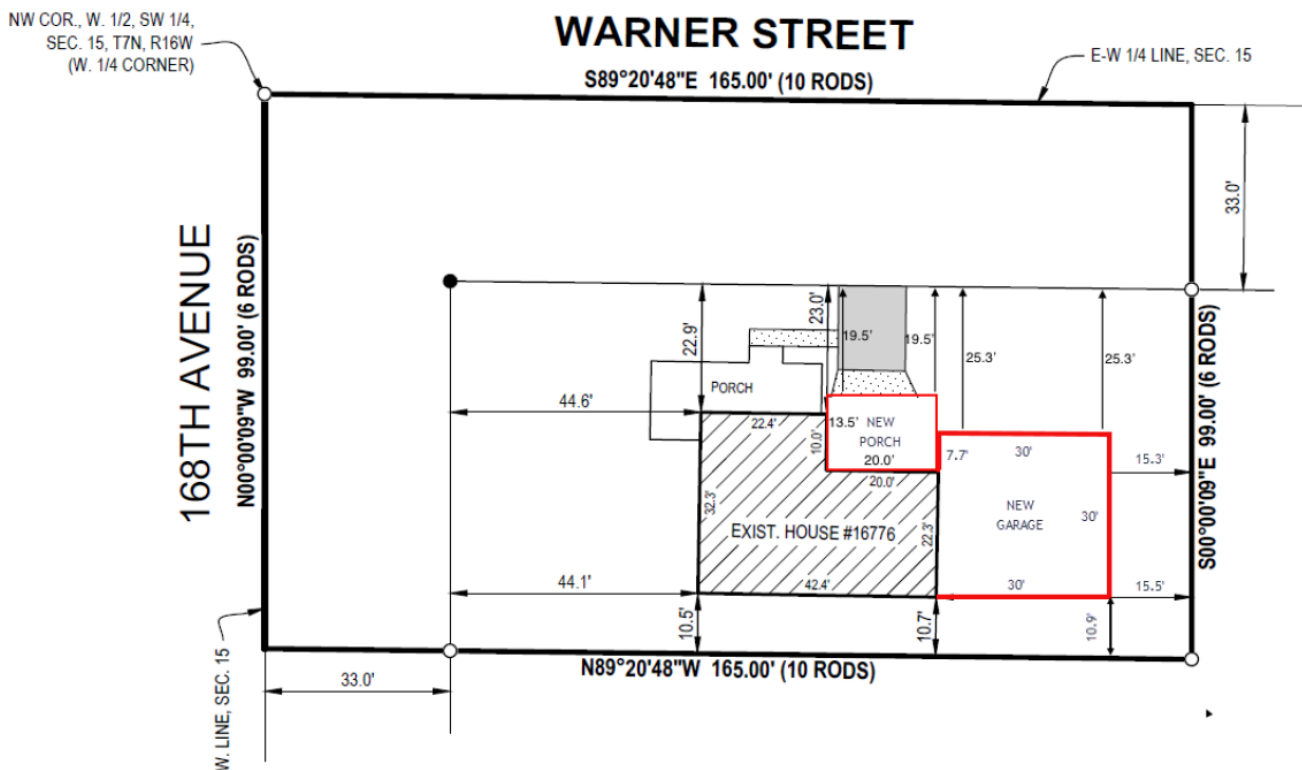 WARNER STREET
NW COR., W. 1/2, SW 1/4,
SEC. 15, T7N, R16W
(W. 1/4 CORNER)
E-W 1/4 LINE, SEC. 15
S89°20'48"E 165.00' (10 RODS)
33.0'
168TH AVENUE
N00°00'09"W 99.00' (6 RODS)
S00°00'09"E 99.00' (6 RODS)
22.9'
23.0'
19.5'
19.5'
25.3'
25.3'
PORCH
44.6'
22.4'
10.0'
13.5'
NEW
PORCH
20.0'
20.0'
7.7'
30'
15.3'
32.3'
EXIST. HOUSE #16776
22.3'
NEW
GARAGE
30'
44.1'
42.4'
30'
15.5'
10.5'
10.7'
10.9'
N89°20'48"W 165.00' (10 RODS)
33.0'
W. LINE, SEC. 15